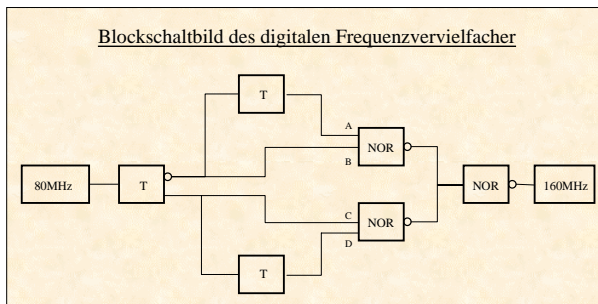 Blockschaltbild des digitalen Frequenzvervielfacher
T
A
NOR
B
80MHz
T
NOR
160MHz
C
NOR
D
T